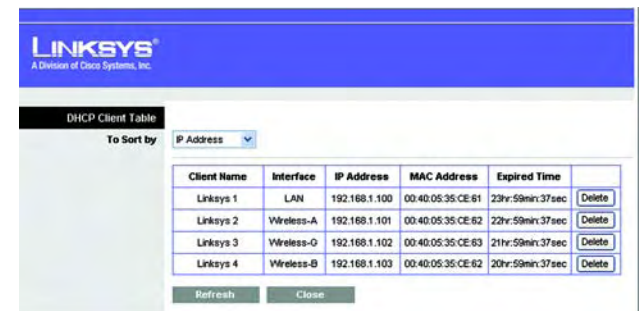 LINKSYS®
A Division of Cisco Systems, Inc.
DHCP Client Table
To Sort by IP Address
Client Name Interface IP Address MAC Address Expired Time
Linksys 1 LAN 192.168.1.100 00:40:05:35:CE:61 23hr:59min:37sec Delete
Linksys 2 Wireless-A 192.168.1.101 00:40:05:35:CE:62 22hr:59min:37sec Delete
Linksys 3 Wireless-G 192.168.1.102 00:40:05:35:CE:63 21hr:59min:37sec Delete
Linksys 4 Wireless-B 192.168.1.103 00:40:05:35:CE:62 20hr:59min:37sec Delete
Refresh Close